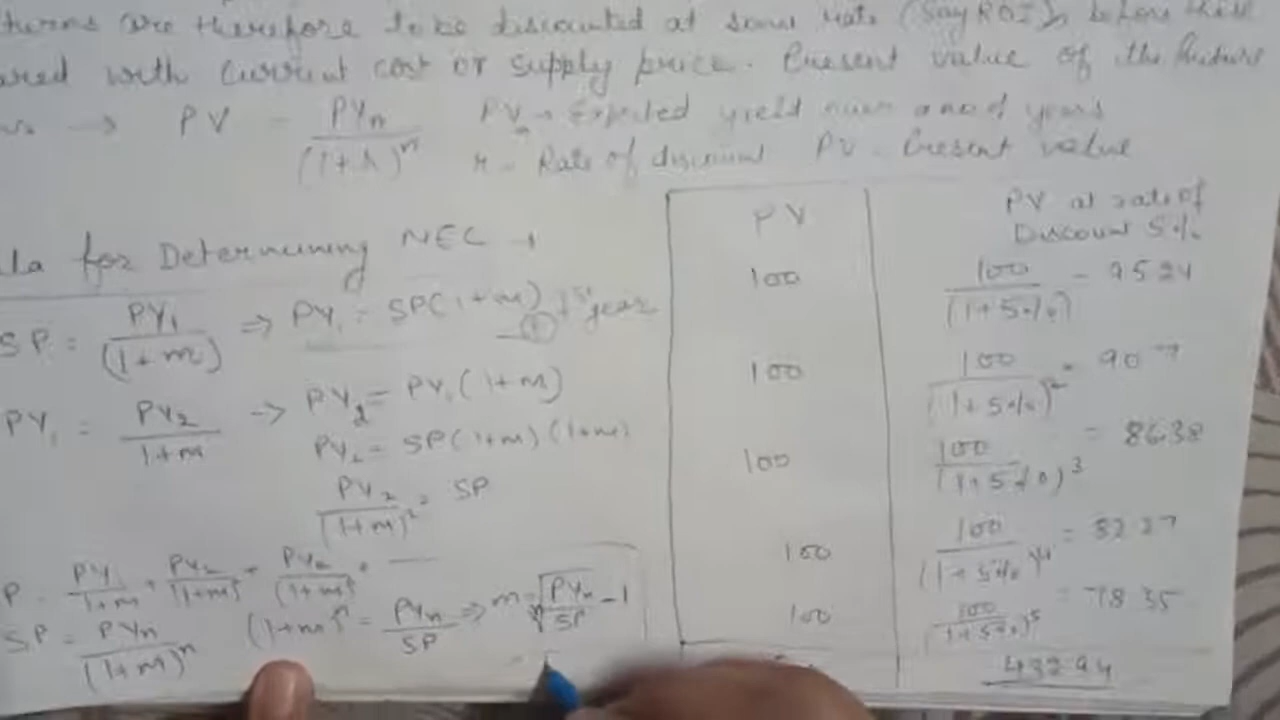 are therefore to be discounted at some rate (Say ROI), before
with Current cost or supply price. Present value of the future
→ PV = PYn/(1+r)^n PYn → Expected yield over a no of years
r - Rate of discount PV - Present value
for Determining MEC →
SP = PY1/(1+m) ⇒ PY1 = SP(1+m) ① 1st year
PY1 = PY2/1+m → PY2 = PY1(1+m)
PY2 = SP(1+m)(1+m)
PY2/(1+m)^2 = SP
PY1/1+m + PY2/(1+m)^2 +
SP = PYn/(1+m)^n (1+m)^n = PYn/SP ⇒ m = n√PYn/SP - 1
PV
PV at rate of Discount 5%
100 100/(1+5%) = 95.24
100 100/(1+5%)^2 = 90
100 100/(1+5%)^3 = 86.38
100 100/(1+5%)^4 = 82.27
100 100/(1+5%)^5 = 78.35
432.94